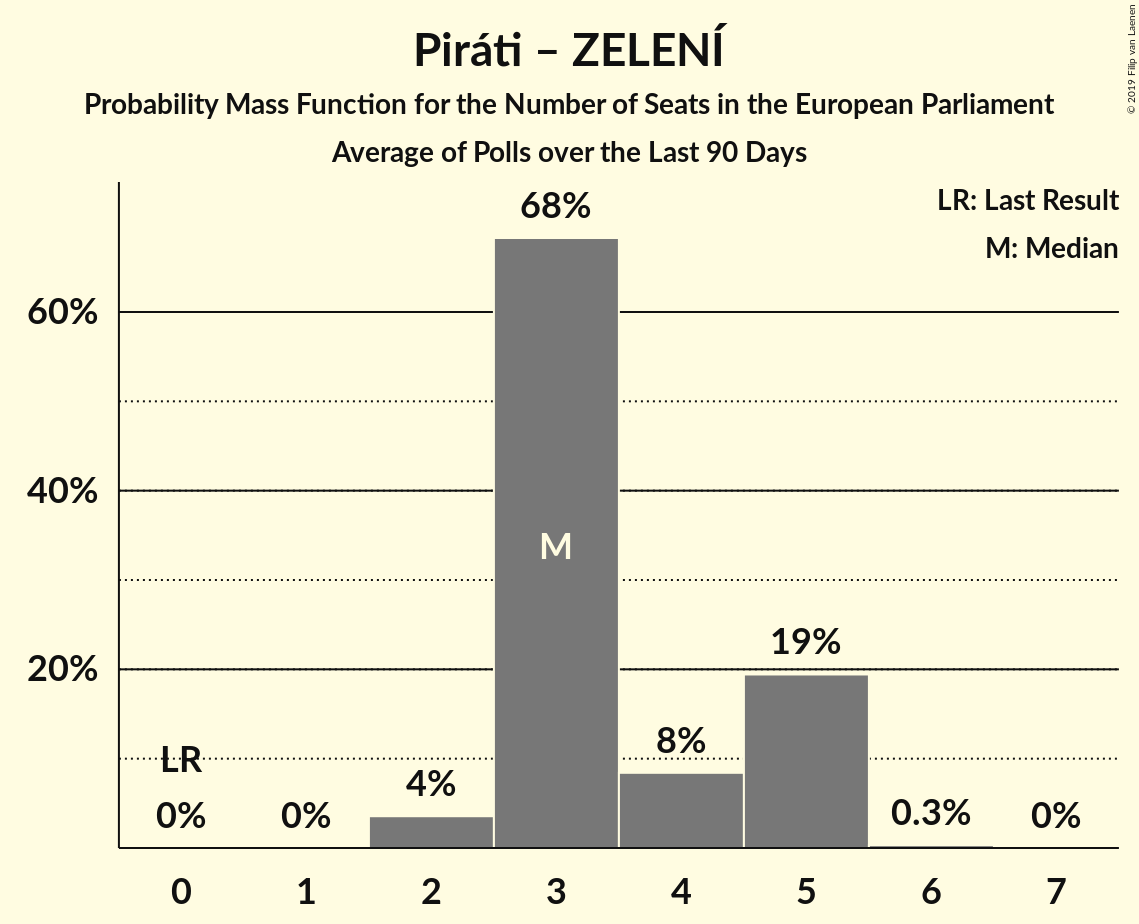 Piráti – ZELENÍ
Probability Mass Function for the Number of Seats in the European Parliament
Average of Polls over the Last 90 Days
© 2019 Filip van Laenen
LR: Last Result
M: Median
68%
60%
40%
M
19%
20%
8%
LR
4%
0%
0%
0.3%
0%
0 1 2 3 4 5 6 7